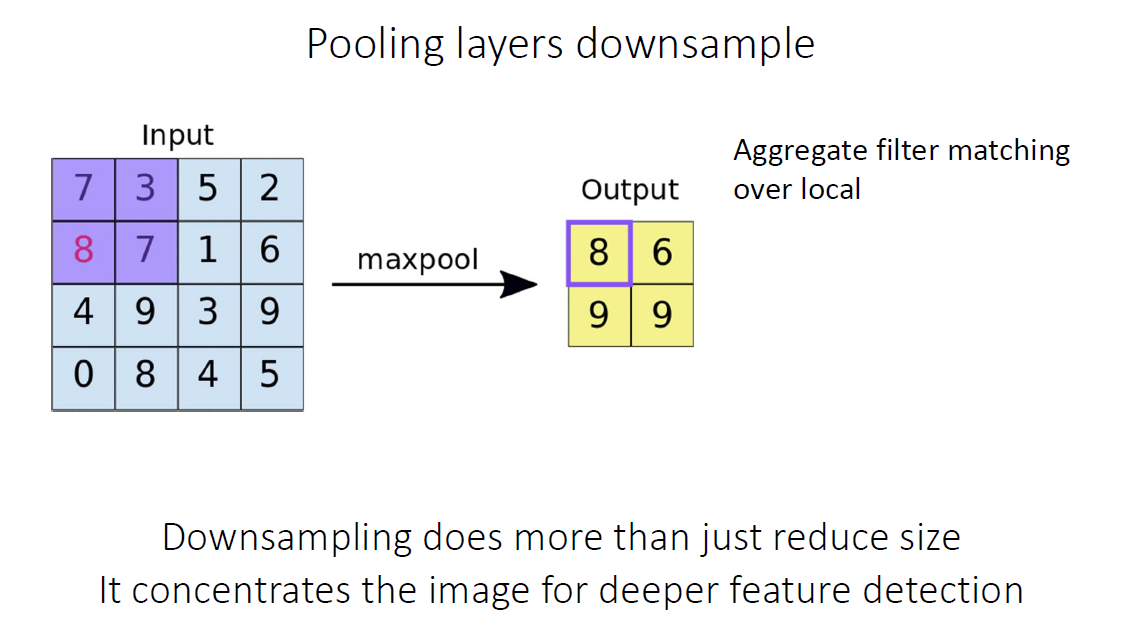 Pooling layers downsample
Input
7 3 5 2
8 7 1 6
4 9 3 9
0 8 4 5
maxpool
Output
8 6
9 9
Aggregate filter matching
over local
Downsampling does more than just reduce size
It concentrates the image for deeper feature detection